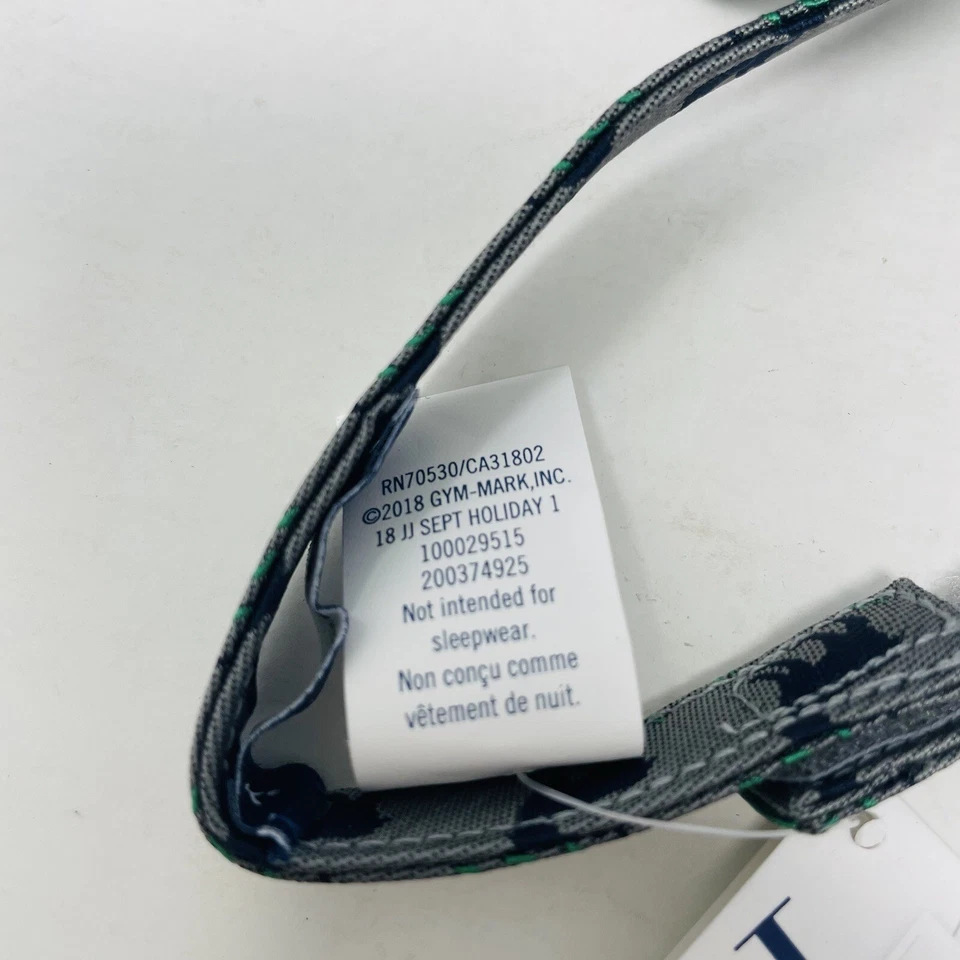 RN70530/CA31802
©2018 GYM-MARK,INC.
18 JJ SEPT HOLIDAY 1
100029515
200374925
Not intended for
sleepwear.
Non conçu comme
vêtement de nuit.
J